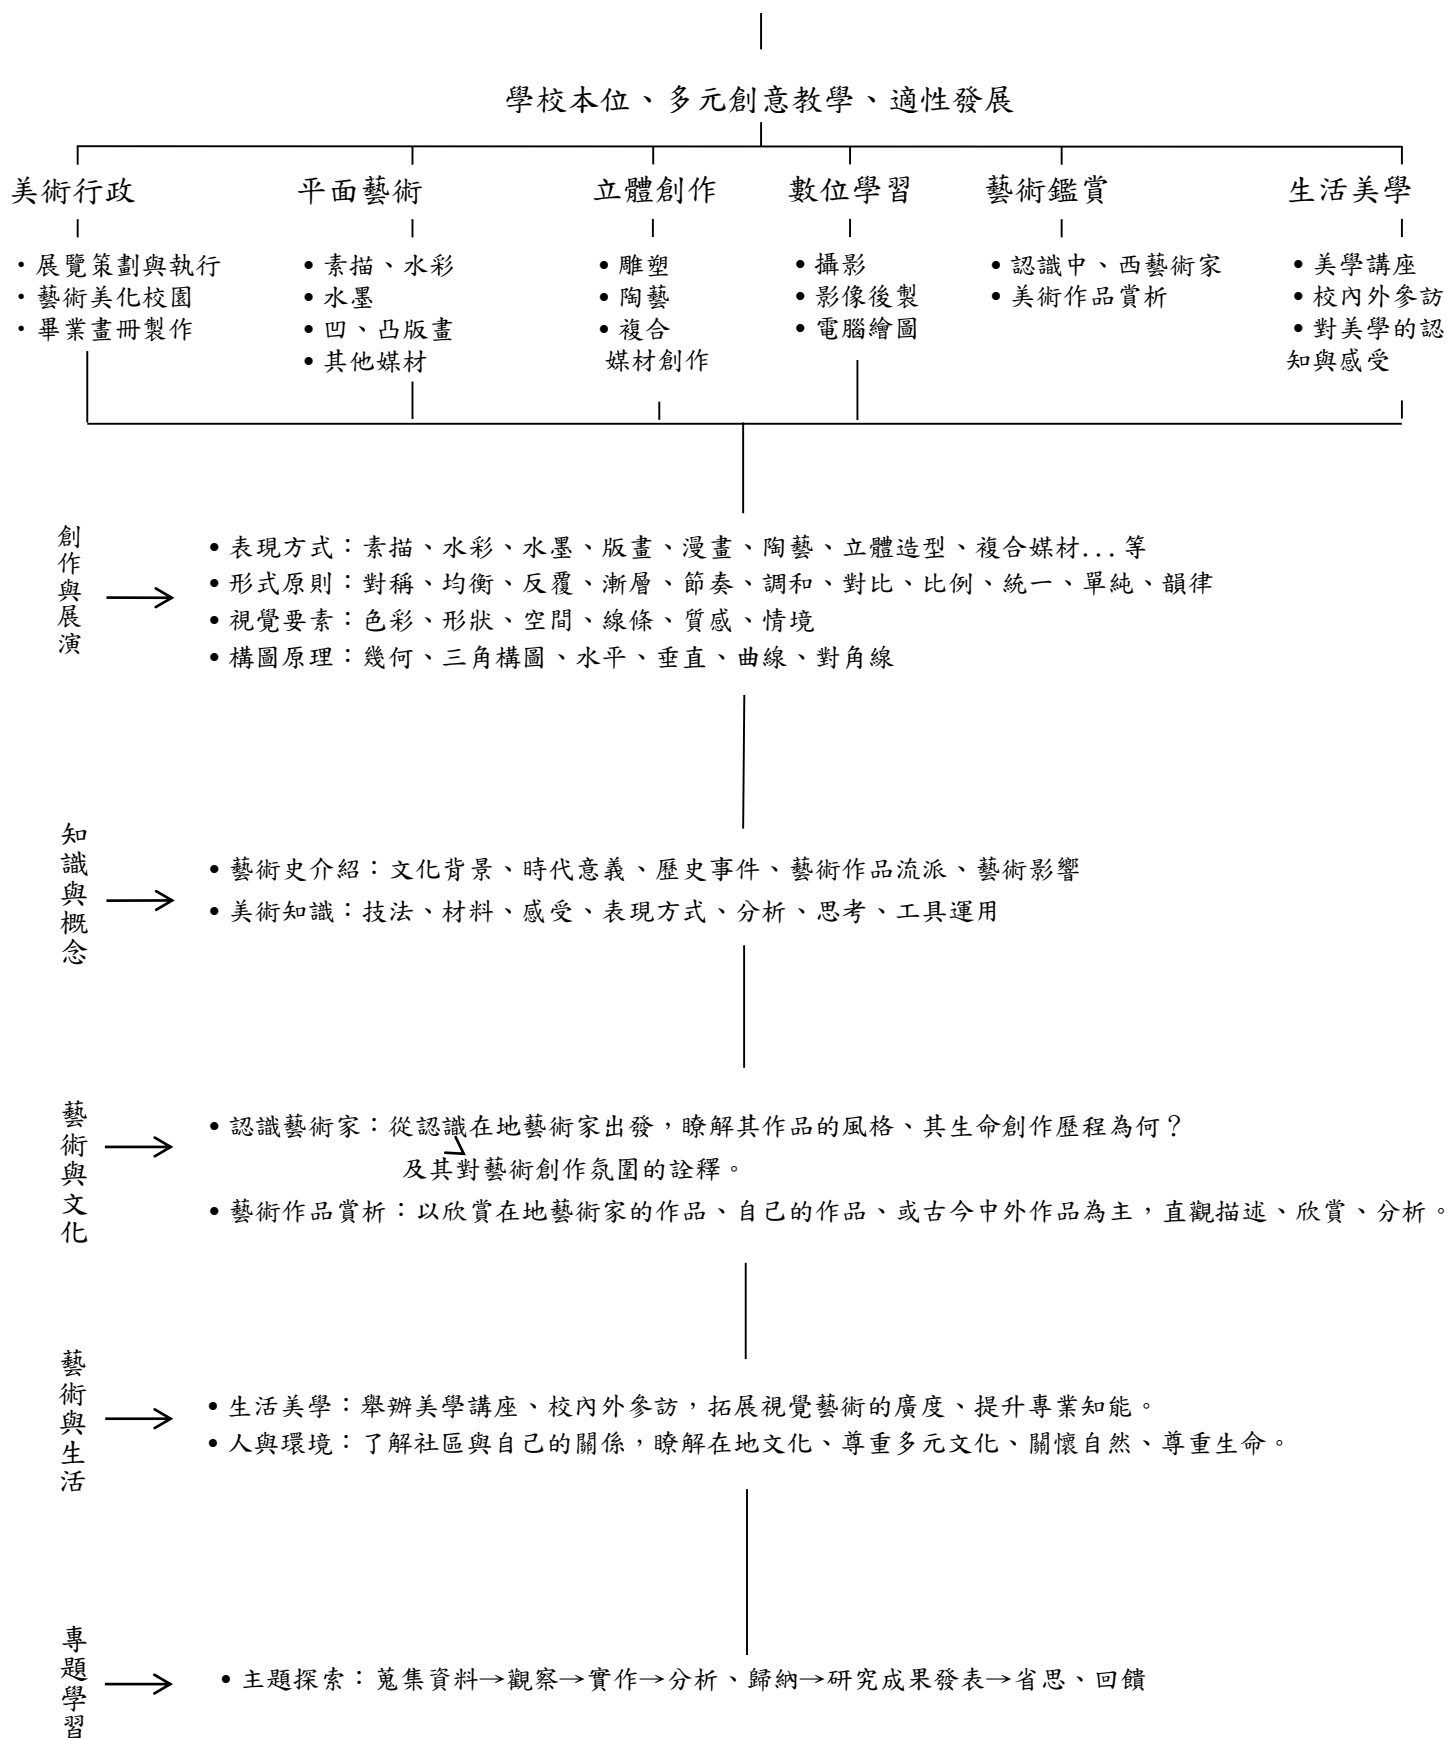 學校本位、多元創意教學、適性發展
美術行政
・展覽策劃與執行
・藝術美化校園
・畢業畫冊製作
平面藝術
•素描、水彩
•水墨
•凹、凸版畫
•其他媒材
立體創作
•雕塑
•陶藝
•複合
媒材創作
數位學習
•攝影
•影像後製
•電腦繪圖
藝術鑑賞
•認識中、西藝術家
•美術作品賞析
生活美學
•美學講座
•校內外參訪
•對美學的認
知與感受
創作與展演
•表現方式：素描、水彩、水墨、版畫、漫畫、陶藝、立體造型、複合媒材...等
•形式原則：對稱、均衡、反覆、漸層、節奏、調和、對比、比例、統一、單純、韻律
•視覺要素：色彩、形狀、空間、線條、質感、情境
•構圖原理：幾何、三角構圖、水平、垂直、曲線、對角線
知識與概念
•藝術史介紹：文化背景、時代意義、歷史事件、藝術作品流派、藝術影響
•美術知識：技法、材料、感受、表現方式、分析、思考、工具運用
藝術與文化
•認識藝術家：從認識在地藝術家出發，瞭解其作品的風格、其生命創作歷程為何？
及其對藝術創作氛圍的詮釋。
•藝術作品賞析：以欣賞在地藝術家的作品、自己的作品、或古今中外作品為主，直觀描述、欣賞、分析。
藝術與生活
•生活美學：舉辦美學講座、校內外參訪，拓展視覺藝術的廣度、提升專業知能。
•人與環境：了解社區與自己的關係，瞭解在地文化、尊重多元文化、關懷自然、尊重生命。
專題學習
•主題探索：蒐集資料→觀察→實作→分析、歸納→研究成果發表→省思、回饋